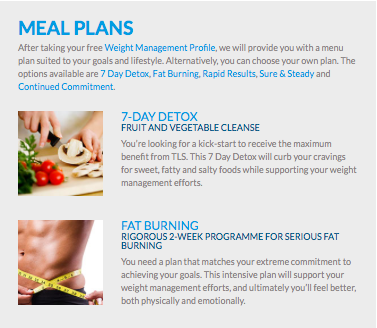 MEAL PLANS
After taking your free Weight Management Profile, we will provide you with a menu
plan suited to your goals and lifestyle. Alternatively, you can choose your own plan. The
options available are 7 Day Detox, Fat Burning, Rapid Results, Sure & Steady and
Continued Commitment.
7-DAY DETOX
FRUIT AND VEGETABLE CLEANSE
You're looking for a kick-start to receive the maximum
benefit from TLS. This 7 Day Detox will curb your cravings
for sweet, fatty and salty foods while supporting your weight
management efforts.
FAT BURNING
RIGOROUS 2-WEEK PROGRAMME FOR SERIOUS FAT
BURNING
You need a plan that matches your extreme commitment to
achieving your goals. This intensive plan will support your
weight management efforts, and ultimately you'll feel better,
both physically and emotionally.